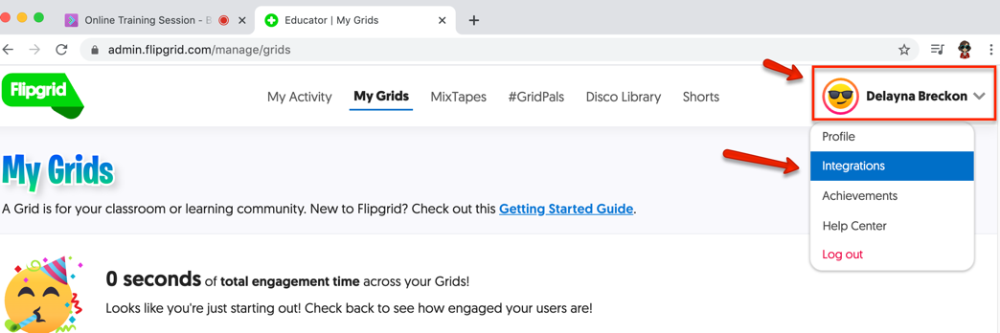 Online Training Session - B
Educator | My Grids
admin.flipgrid.com/manage/grids
Flipgrid
My Activity My Grids MixTapes #GridPals Disco Library Shorts
Delayna Breckon
Profile
Integrations
Achievements
Help Center
Log out
My Grids
A Grid is for your classroom or learning community. New to Flipgrid? Check out this Getting Started Guide.
0 seconds of total engagement time across your Grids!
Looks like you're just starting out! Check back to see how engaged your users are!